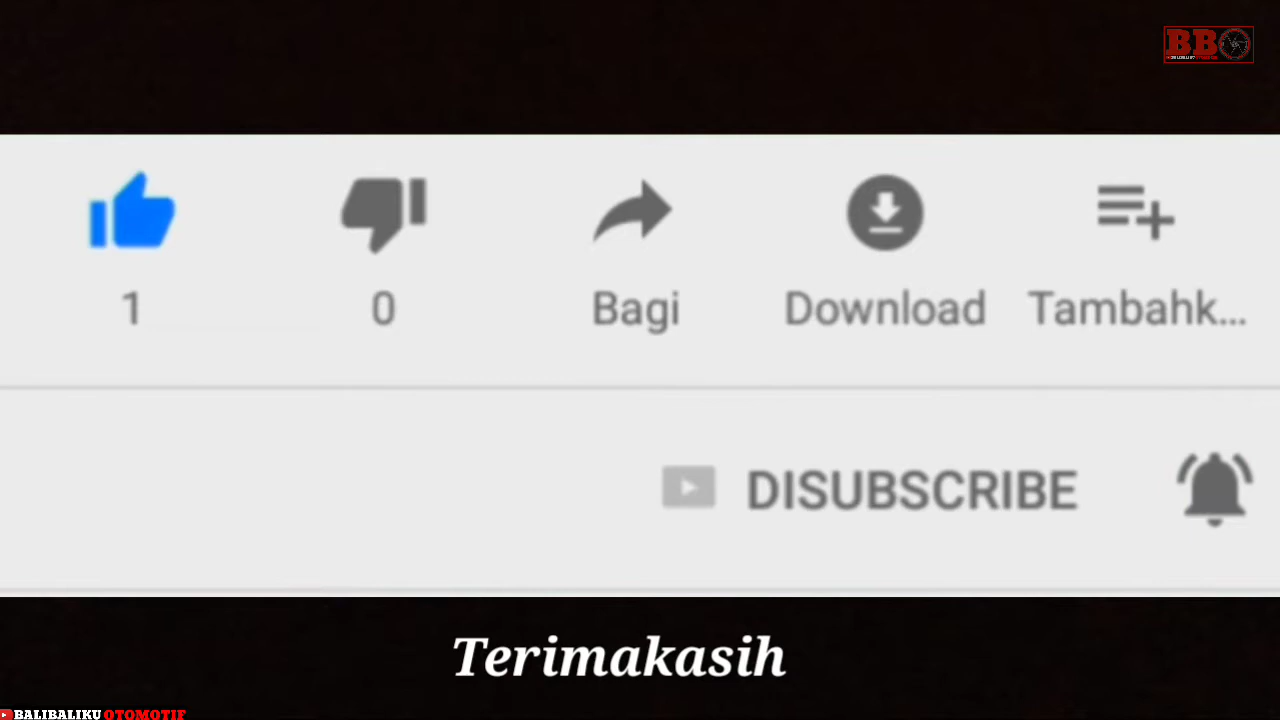 BBO
1
0
Bagi
Download
Tambahk...
DISUBSCRIBE
Terimakasih
BALIBALIKU OTOMOTIF